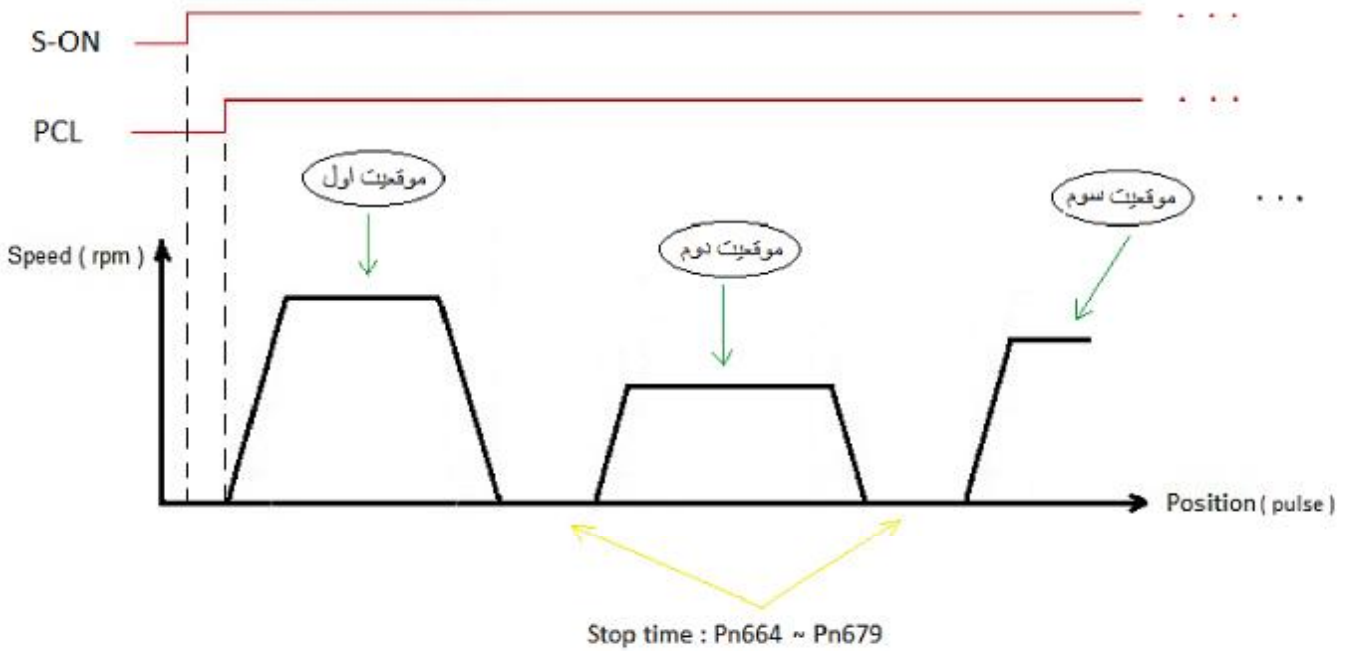 S-ON
. . .
PCL
. . .
موقعیت اول
موقعیت سوم
. . .
موقعیت دوم
Speed ( rpm )
Position ( pulse )
Stop time : Pn664 ~ Pn679